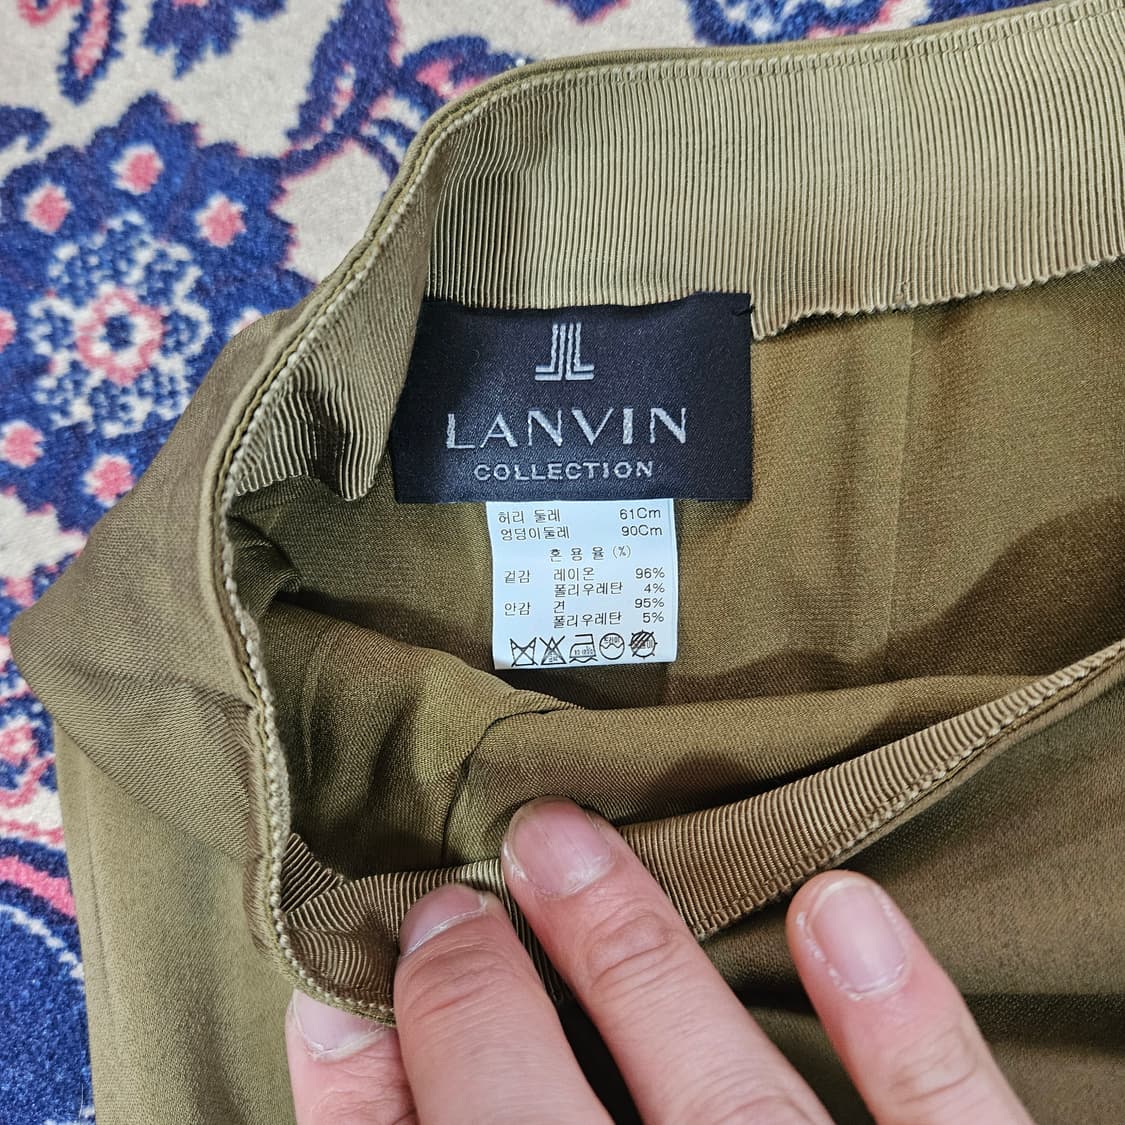 LANVIN
COLLECTION
허리 둘레 61Cm
엉덩이둘레 90Cm
혼 용 율 (%)
겉감 레이온 96%
폴리우레탄 4%
안감 견 95%
폴리우레탄 5%